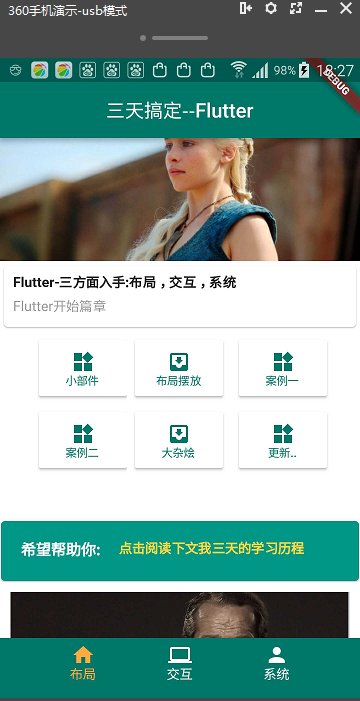 360手机演示-usb模式
98% 18:27
DEBUG
三天搞定--Flutter
Flutter-三方面入手:布局，交互，系统
Flutter开始篇章
小部件 布局摆放 案例一
案例二 大杂烩 更新..
希望帮助你: 点击阅读下文我三天的学习历程
布局 交互 系统